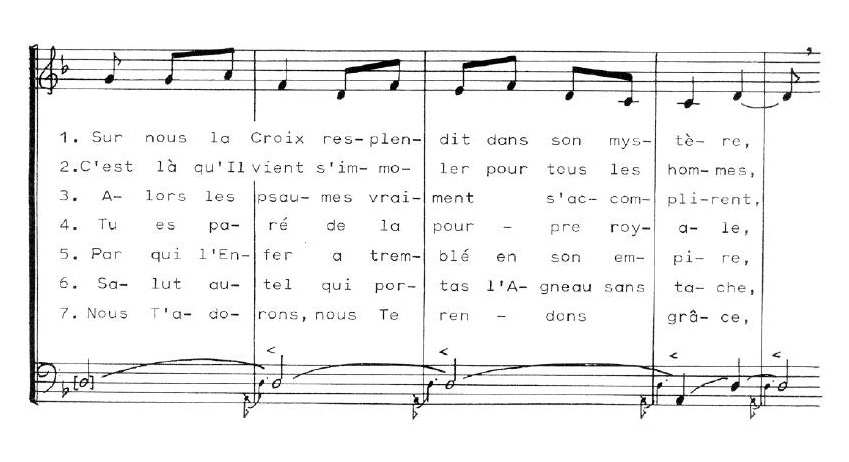 1. Sur nous la Croix res-plen- dit dans son mys- tè- re,
2.C'est là qu'Il vient s'im- mo- ler pour tous les hom- mes,
3. A- lors les psau- mes vrai- ment s'ac- com- pli-rent,
4. Tu es pa- ré de la pour - pre roy- a- le,
5. Par qui l'En- fer a trem- blé en son em- pi- re,
6. Sa- lut au- tel qui por- tas l'A- gneau sans ta- che,
7. Nous T'a- do- rons, nous Te ren - dons grâ- ce,